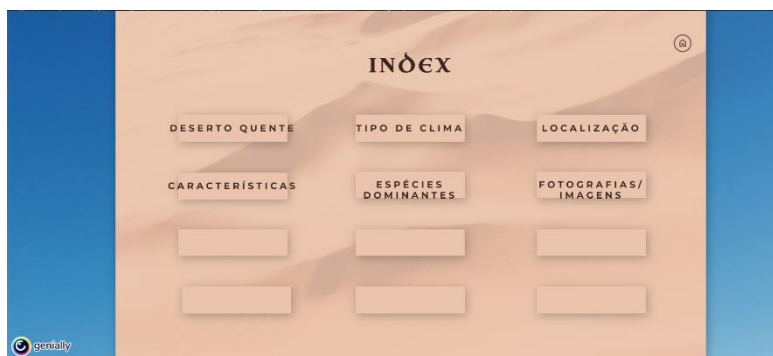 INDEX
DESERTO QUENTE
TIPO DE CLIMA
LOCALIZAÇÃO
CARACTERÍSTICAS
ESPÉCIES
DOMINANTES
FOTOGRAFIAS/
IMAGENS
genially